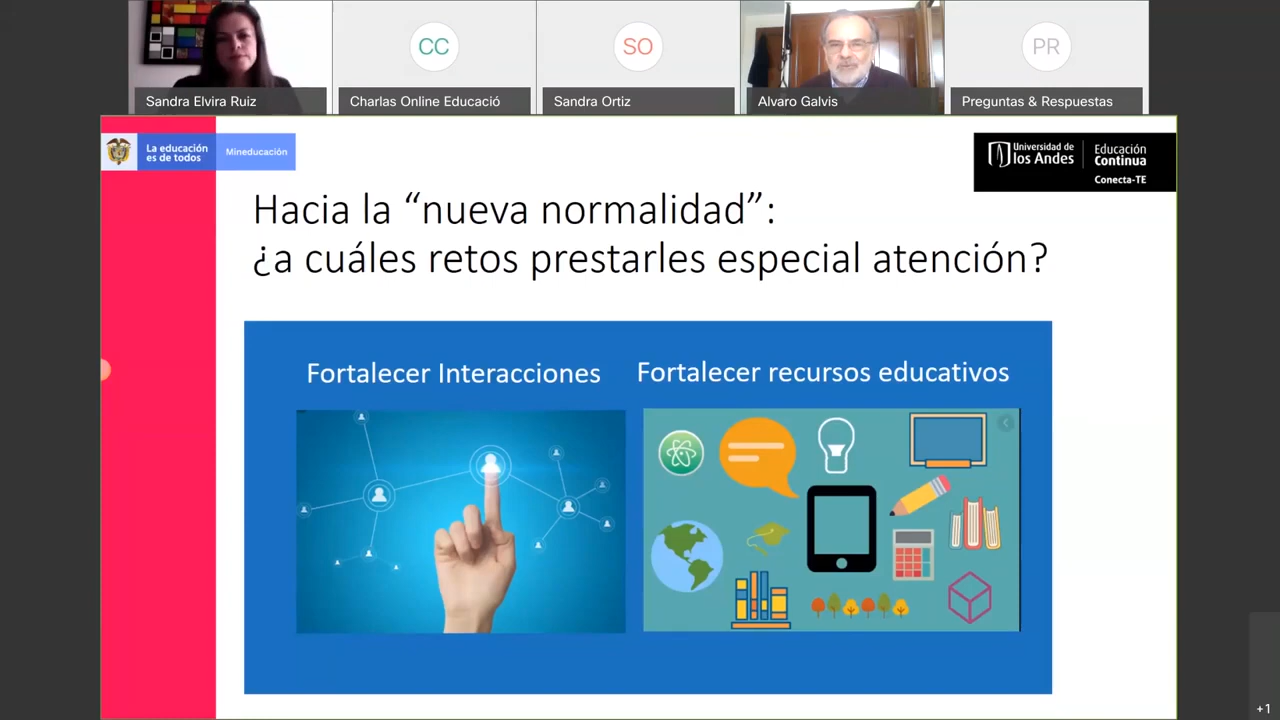 CC
SO
PR
Sandra Elvira Ruiz
Charlas Online Educació
Sandra Ortiz
Alvaro Galvis
Preguntas & Respuestas
La educación
es de todos
Mineducación
Universidad de
los Andes
Educación
Continua
Conecta-TE
Hacia la “nueva normalidad”:
¿a cuáles retos prestarles especial atención?
Fortalecer Interacciones
Fortalecer recursos educativos
+1